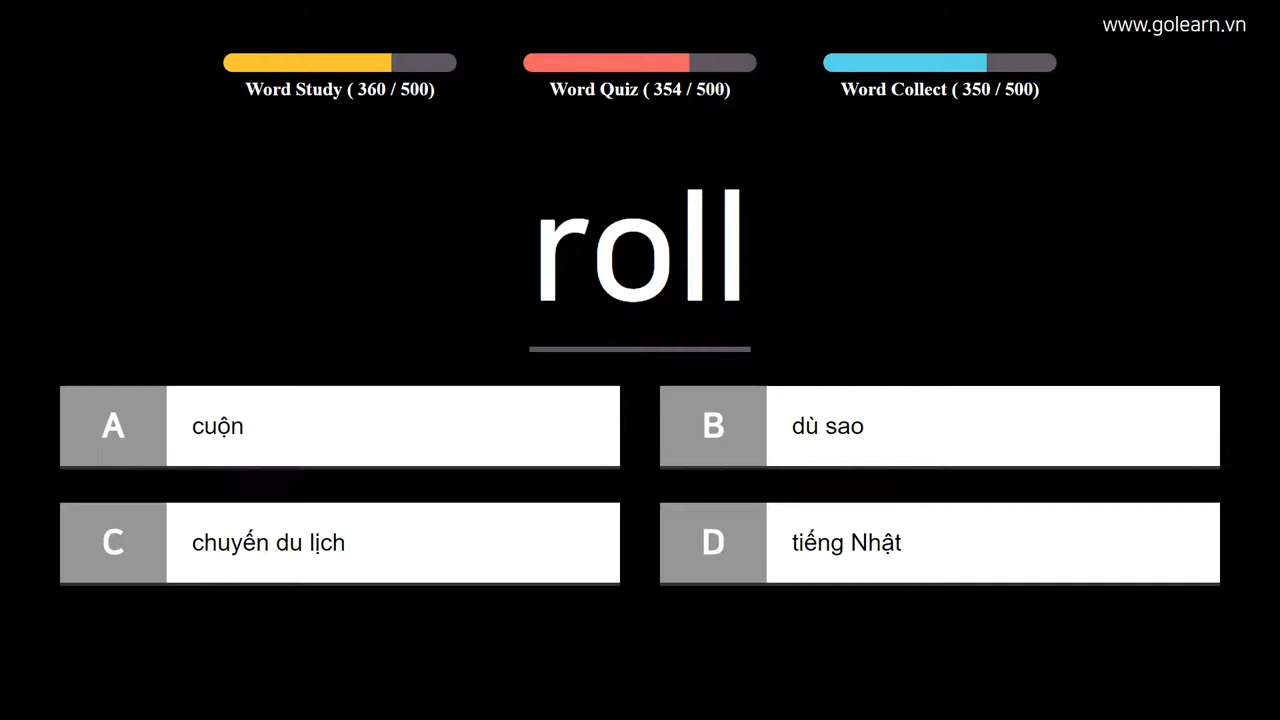 www.golearn.vn
Word Study ( 360 / 500)
Word Quiz ( 354 / 500)
Word Collect ( 350 / 500)
roll
A cuộn
B dù sao
C chuyến du lịch
D tiếng Nhật